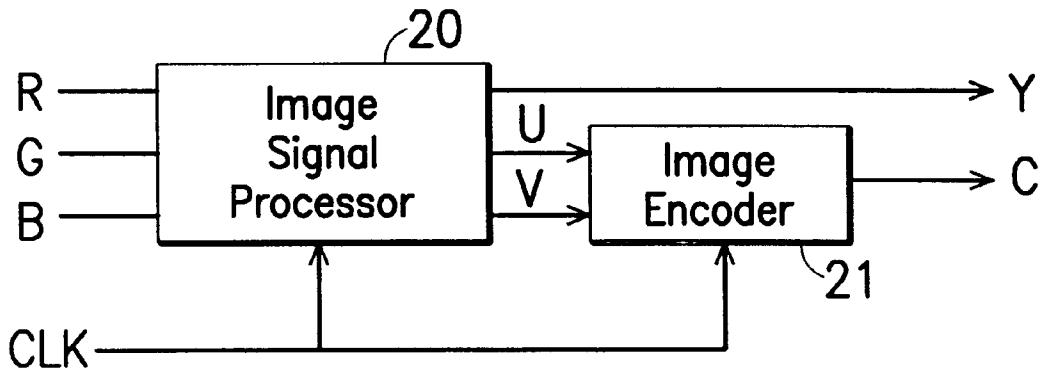 20
R
G
B
Image
Signal
Processor
U
V
Image
Encoder
Y
C
21
CLK